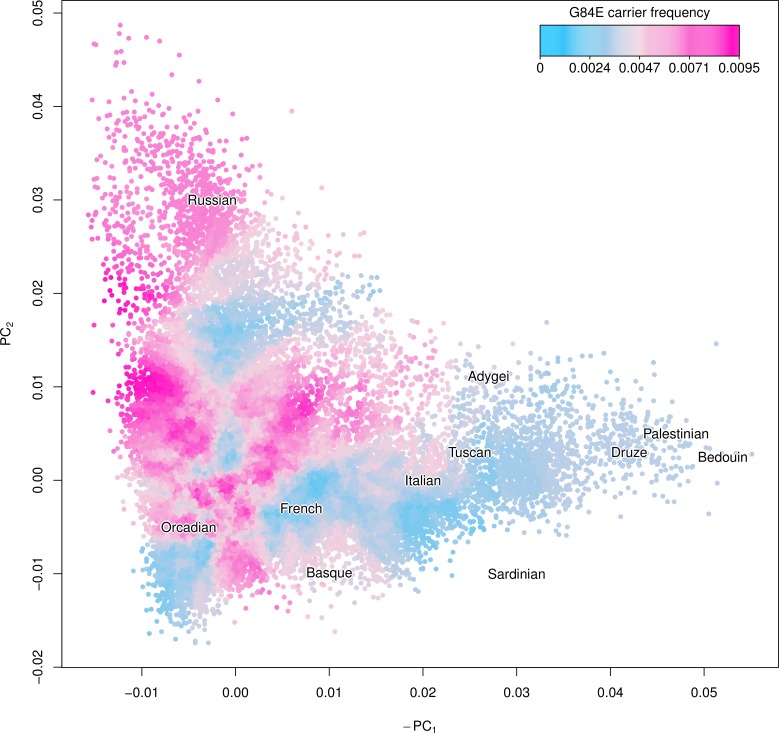 G84E carrier frequency
0 0.0024 0.0047 0.0071 0.0095
0.05
0.04
0.03
0.02
0.01
0.00
−0.01
−0.02
PC2
Russian
Adygei
Palestinian
Tuscan
Druze
Bedouin
Italian
French
Orcadian
Basque
Sardinian
−0.01 0.00 0.01 0.02 0.03 0.04 0.05
−PC1